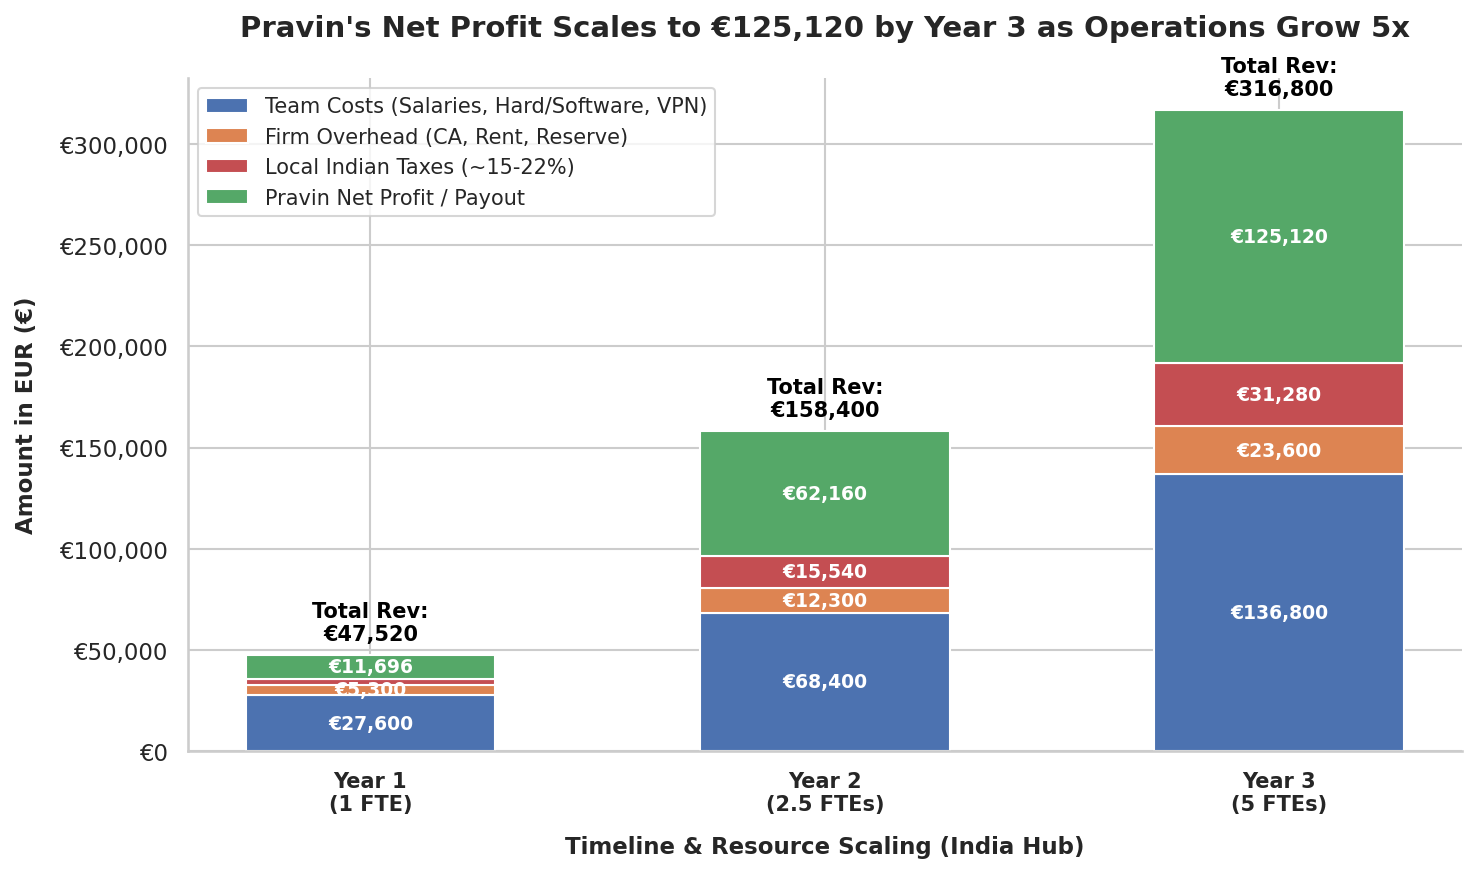 Pravin's Net Profit Scales to €125,120 by Year 3 as Operations Grow 5x
Total Rev:
€316,800
Team Costs (Salaries, Hard/Software, VPN)
Firm Overhead (CA, Rent, Reserve)
Local Indian Taxes (~15-22%)
Pravin Net Profit / Payout
€300,000
€250,000
€200,000
€150,000
€100,000
€50,000
€0
Amount in EUR (€)
Total Rev:
€47,520
€11,696
€5,300
€27,600
Total Rev:
€158,400
€62,160
€15,540
€12,300
€68,400
€125,120
€31,280
€23,600
€136,800
Year 1
(1 FTE)
Year 2
(2.5 FTEs)
Year 3
(5 FTEs)
Timeline & Resource Scaling (India Hub)